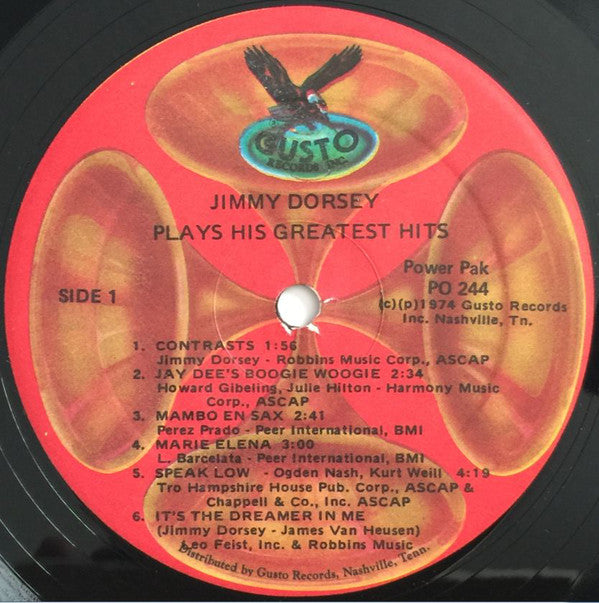 GUSTO
RECORDS, INC.
JIMMY DORSEY
PLAYS HIS GREATEST HITS
SIDE 1
Power Pak
PO 244
(c)(p)1974 Gusto Records
Inc. Nashville, Tn.
1. CONTRASTS 1:56
Jimmy Dorsey - Robbins Music Corp., ASCAP
2. JAY DEE'S BOOGIE WOOGIE 2:34
Howard Gibeling, Julie Hilton - Harmony Music
Corp., ASCAP
3. MAMBO EN SAX 2:41
Perez Prado - Peer International, BMI
4. MARIE ELENA 3:00
L. Barcelata - Peer International, BMI
5. SPEAK LOW - Ogden Nash, Kurt Weill 4:19
Tro Hampshire House Pub. Corp., ASCAP &
Chappell & Co., Inc. ASCAP
6. IT'S THE DREAMER IN ME
(Jimmy Dorsey - James Van Heusen)
Leo Feist, Inc. & Robbins Music
Distributed by Gusto Records, Nashville, Tenn.